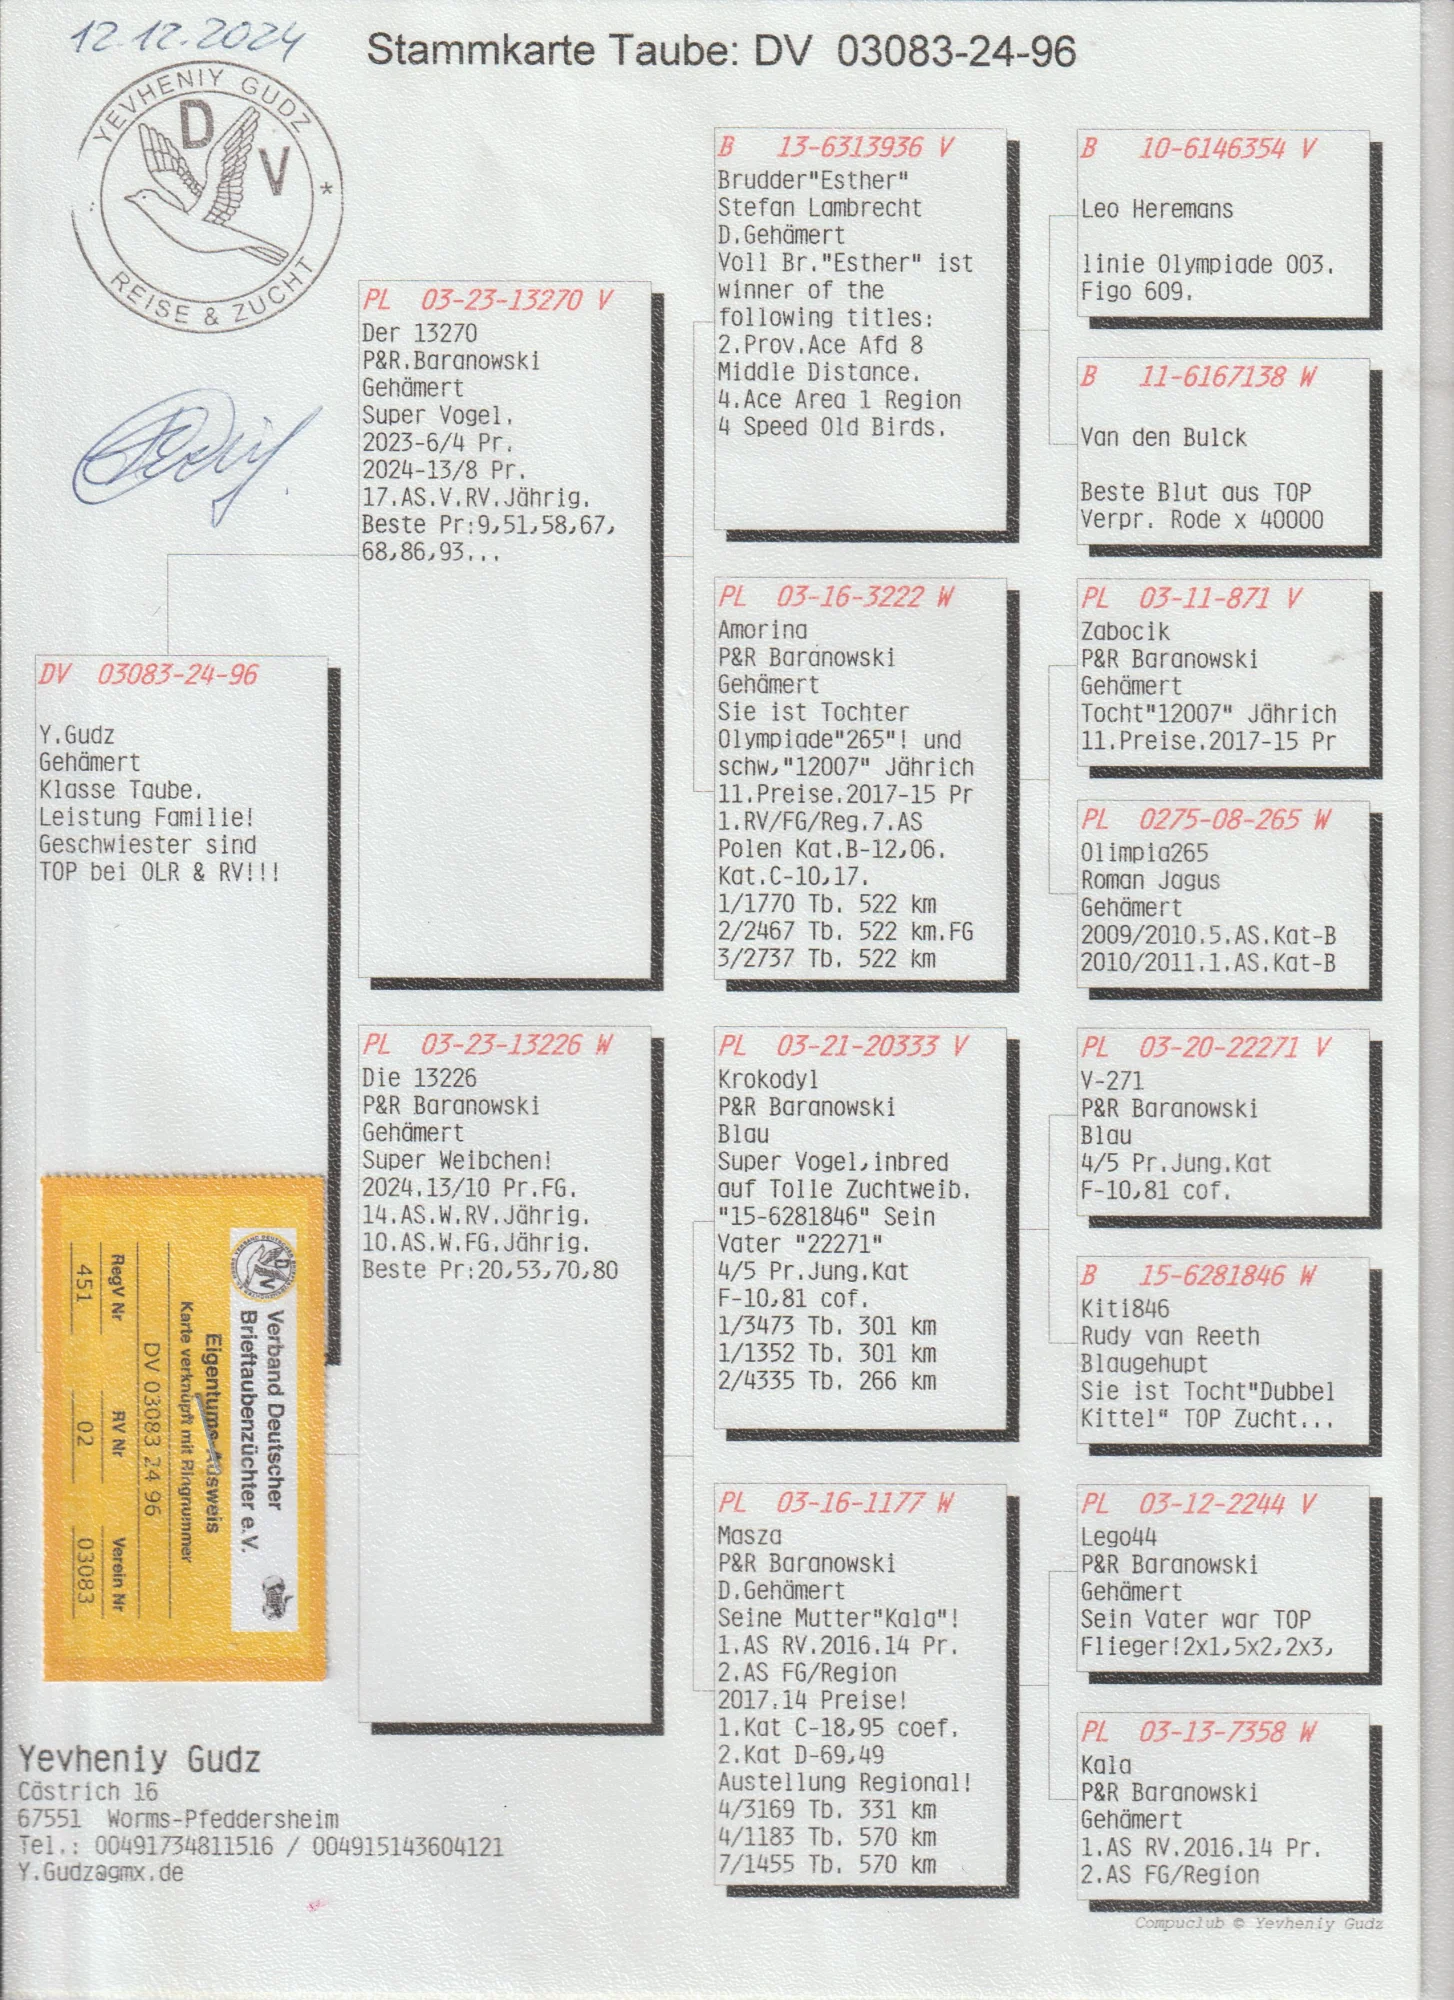 12.12.2024
Stammkarte Taube: DV 03083-24-96
YEVHENIY GUDZ *
D V
REISE & ZUCHT
DV 03083-24-96
Y.Gudz
Gehämert
Klasse Taube.
Leistung Familie!
Geschwiester sind
TOP bei OLR & RV!!!
PL 03-23-13270 V
Der 13270
P&R.Baranowski
Gehämert
Super Vogel.
2023-6/4 Pr.
2024-13/8 Pr.
17.AS.V.RV.Jährig.
Beste Pr:9,51,58,67,
68,86,93...
PL 03-23-13226 W
Die 13226
P&R Baranowski
Gehämert
Super Weibchen!
2024.13/10 Pr.FG.
14.AS.W.RV.Jährig.
10.AS.W.FG.Jährig.
Beste Pr:20,53,70,80
B 13-6313936 V
Brudder"Esther"
Stefan Lambrecht
D.Gehämert
Voll Br."Esther" ist
winner of the
following titles:
2.Prov.Ace Afd 8
Middle Distance.
4.Ace Area 1 Region
4 Speed Old Birds.
PL 03-16-3222 W
Amorina
P&R Baranowski
Gehämert
Sie ist Tochter
Olympiade"265"! und
schw,"12007" Jährich
11.Preise.2017-15 Pr
1.RV/FG/Reg.7.AS
Polen Kat.B-12,06.
Kat.C-10,17.
1/1770 Tb. 522 km
2/2467 Tb. 522 km.FG
3/2737 Tb. 522 km
PL 03-21-20333 V
Krokodyl
P&R Baranowski
Blau
Super Vogel,inbred
auf Tolle Zuchtweib.
"15-6281846" Sein
Vater "22271"
4/5 Pr.Jung.Kat
F-10,81 cof.
1/3473 Tb. 301 km
1/1352 Tb. 301 km
2/4335 Tb. 266 km
PL 03-16-1177 W
Masza
P&R Baranowski
D.Gehämert
Seine Mutter"Kala"!
1.AS RV.2016.14 Pr.
2.AS FG/Region
2017.14 Preise!
1.Kat C-18,95 coef.
2.Kat D-69,49
Austellung Regional!
4/3169 Tb. 331 km
4/1183 Tb. 570 km
7/1455 Tb. 570 km
B 10-6146354 V
Leo Heremans
linie Olympiade 003.
Figo 609.
B 11-6167138 W
Van den Bulck
Beste Blut aus TOP
Verpr. Rode x 40000
PL 03-11-871 V
Zabocik
P&R Baranowski
Gehämert
Tocht"12007" Jährich
11.Preise.2017-15 Pr
PL 0275-08-265 W
Olimpia265
Roman Jagus
Gehämert
2009/2010.5.AS.Kat-B
2010/2011.1.AS.Kat-B
PL 03-20-22271 V
V-271
P&R Baranowski
Blau
4/5 Pr.Jung.Kat
F-10,81 cof.
B 15-6281846 W
Kiti846
Rudy van Reeth
Blaugehupt
Sie ist Tocht"Dubbel
Kittel" TOP Zucht...
PL 03-12-2244 V
Lego44
P&R Baranowski
Gehämert
Sein Vater war TOP
Flieger!2x1,5x2,2x3,
PL 03-13-7358 W
Kala
P&R Baranowski
Gehämert
1.AS RV.2016.14 Pr.
2.AS FG/Region
Verband Deutscher
Brieftaubenzüchter e.V.
Eigentums-Ausweis
Karte verknüpft mit Ringnummer
DV 03083 24 96
RegV Nr RV Nr Verein Nr
451 02 03083
Yevheniy Gudz
Cästrich 16
67551 Worms-Pfeddersheim
Tel.: 00491734811516 / 004915143604121
Y.Gudz@gmx.de
Compuclub © Yevheniy Gudz